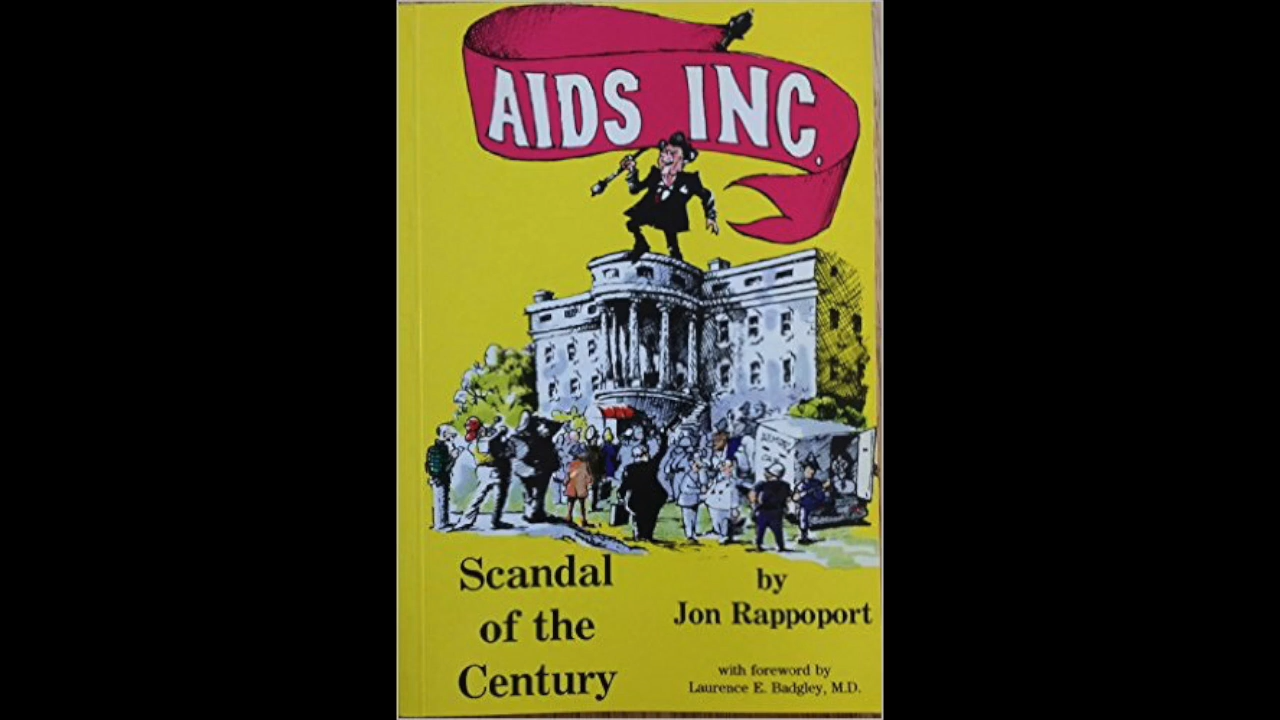 AIDS INC.
Scandal
of the
Century
by
Jon Rappoport
with foreword by
Laurence E. Badgley, M.D.